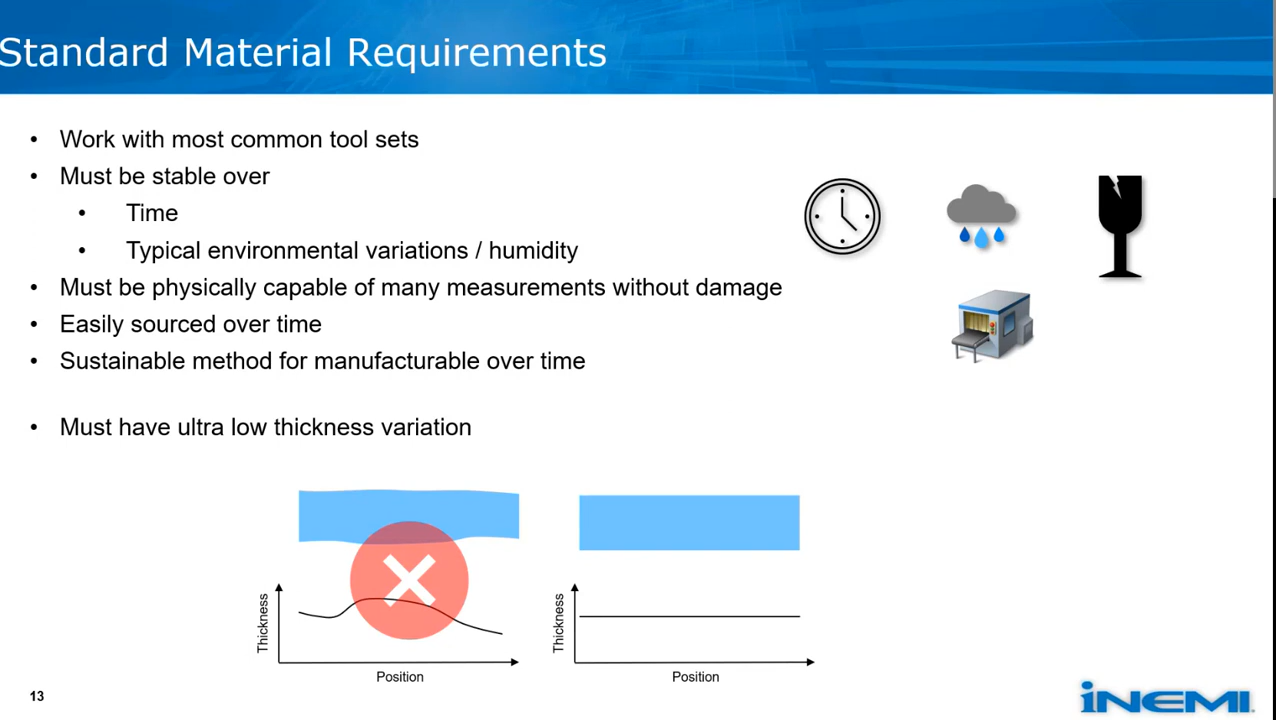 Standard Material Requirements
• Work with most common tool sets
• Must be stable over
• Time
• Typical environmental variations / humidity
• Must be physically capable of many measurements without damage
• Easily sourced over time
• Sustainable method for manufacturable over time
• Must have ultra low thickness variation
Thickness
Position
Thickness
Position
13
iNEMI